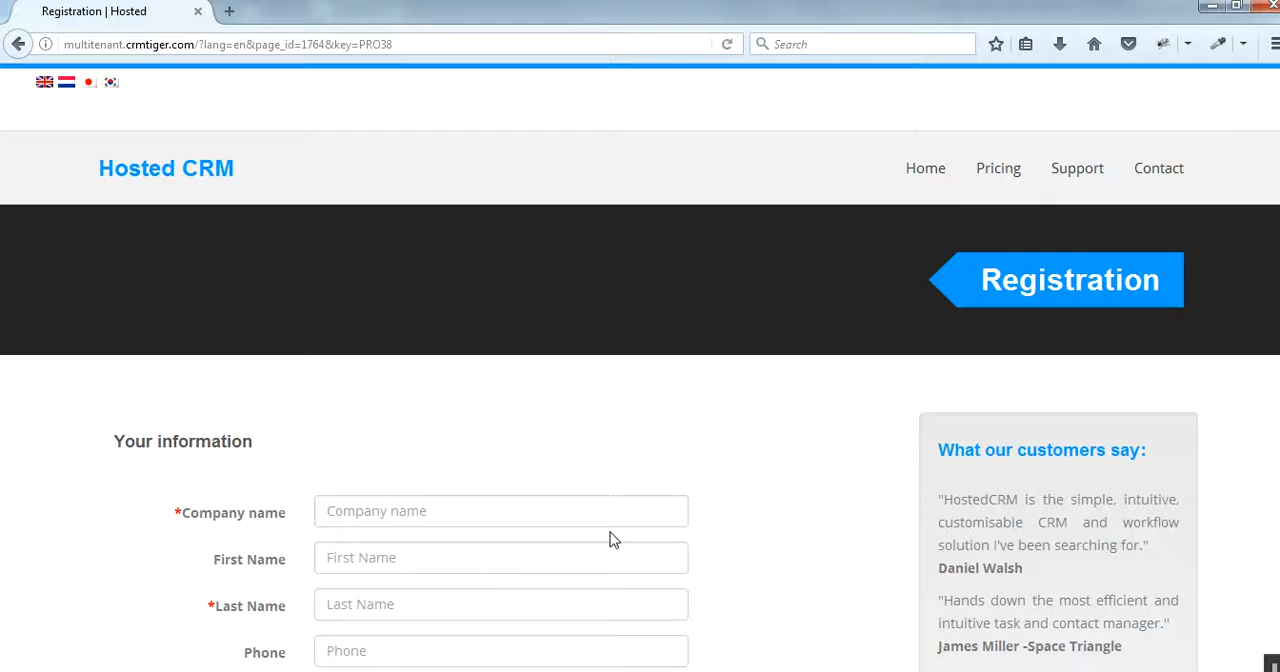 Registration | Hosted
multitenant.crmtiger.com/?lang=en&page_id=1764&key=PRO38
Search
Hosted CRM
Home
Pricing
Support
Contact
Registration
Your information
*Company name
Company name
First Name
First Name
*Last Name
Last Name
Phone
Phone
What our customers say:
"HostedCRM is the simple, intuitive,
customisable CRM and workflow
solution I've been searching for."
Daniel Walsh
"Hands down the most efficient and
intuitive task and contact manager."
James Miller -Space Triangle